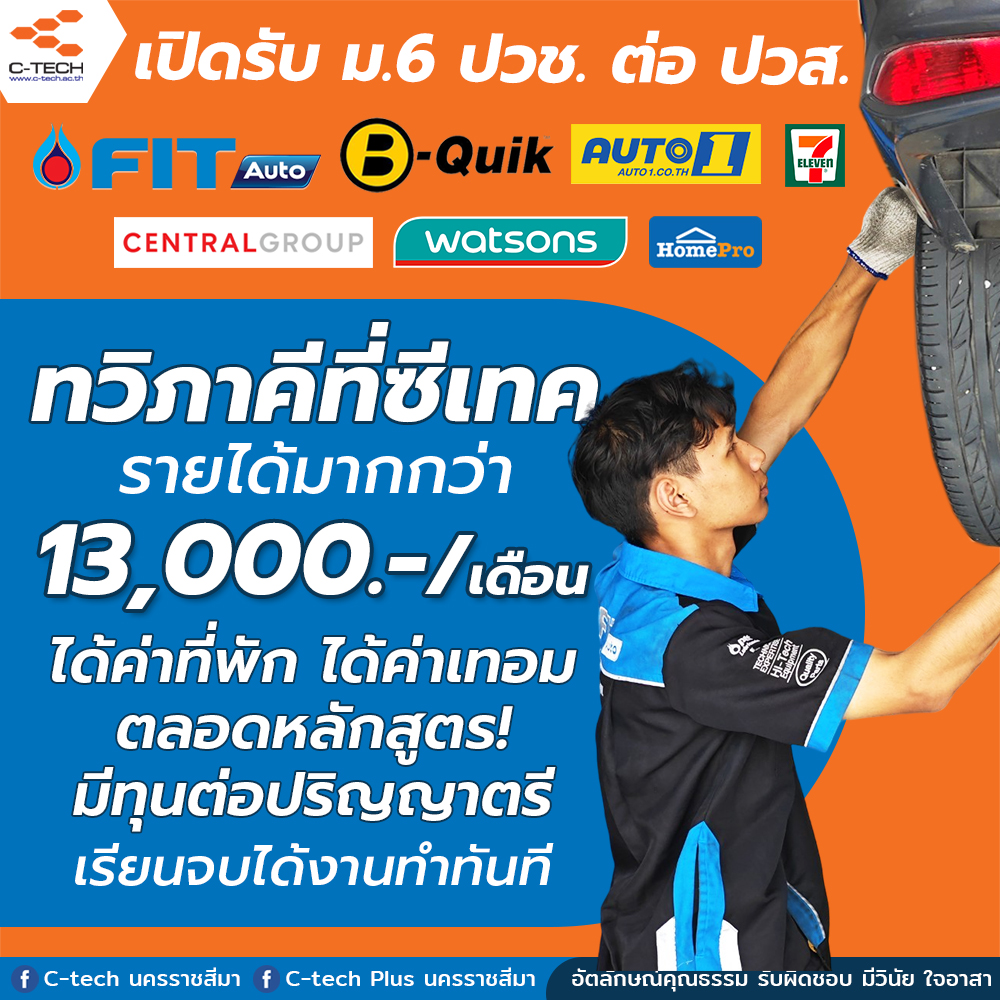 C-TECH
www.c-tech.ac.th
เปิดรับ ม.6 ปวช. ต่อ ปวส.
FIT Auto
B-Quik
AUTO 1
AUTO1.CO.TH
7 ELEVEN
CENTRALGROUP
watsons
HomePro
ทวิภาคีที่ซีเทค
รายได้มากกว่า
13,000.-/เดือน
ได้ค่าที่พัก ได้ค่าเทอม
ตลอดหลักสูตร!
มีทุนต่อปริญญาตรี
เรียนจบได้งานทำทันที
Auto
Hi-Tech
Equipment
Quality
Parts
C-tech นครราชสีมา C-tech Plus นครราชสีมา อัตลักษณ์คุณธรรม รับผิดชอบ มีวินัย ใจอาสา